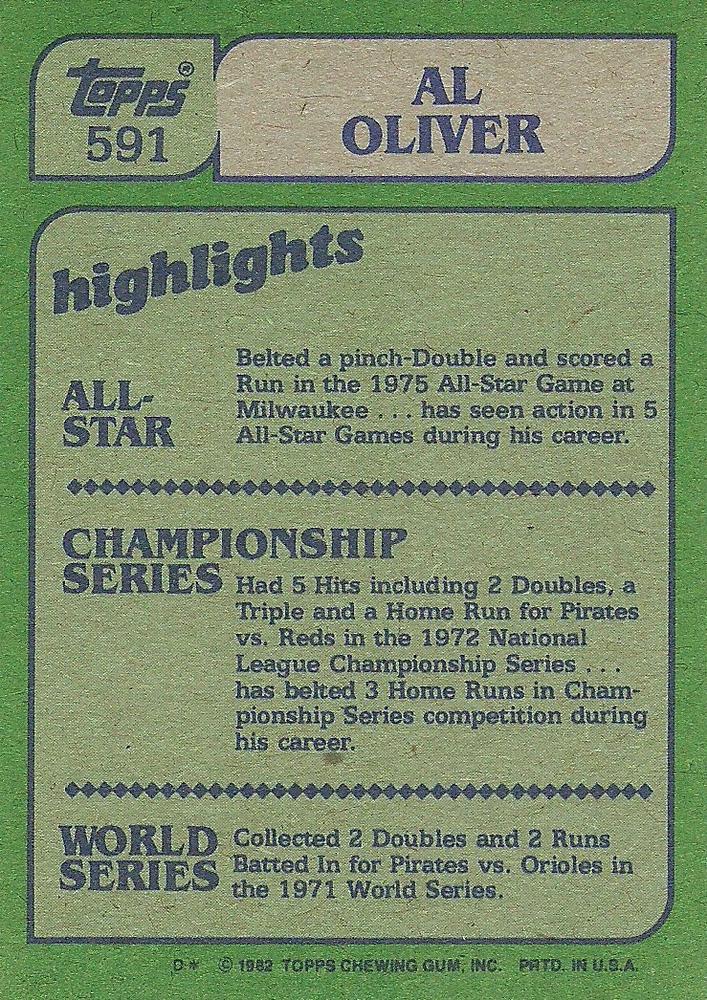 Topps®
591
AL
OLIVER
highlights
ALL-
STAR
Belted a pinch-Double and scored a
Run in the 1975 All-Star Game at
Milwaukee . . . has seen action in 5
All-Star Games during his career.
CHAMPIONSHIP
SERIES
Had 5 Hits including 2 Doubles, a
Triple and a Home Run for Pirates
vs. Reds in the 1972 National
League Championship Series . . .
has belted 3 Home Runs in Cham-
pionship Series competition during
his career.
WORLD
SERIES
Collected 2 Doubles and 2 Runs
Batted In for Pirates vs. Orioles in
the 1971 World Series.
D* © 1982 TOPPS CHEWING GUM, INC. PRTD. IN U.S.A.